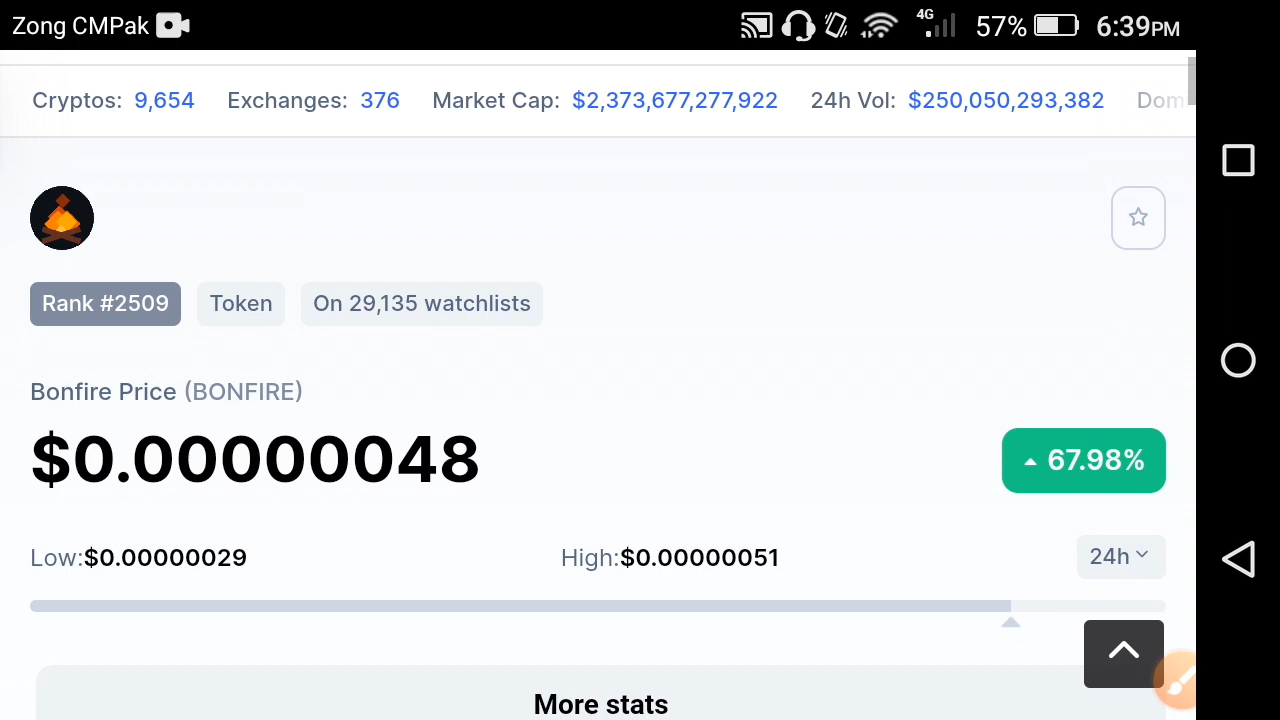 Zong CMPak 4G 57% 6:39PM
Cryptos: 9,654 Exchanges: 376 Market Cap: $2,373,677,277,922 24h Vol: $250,050,293,382 Dom
Rank #2509 Token On 29,135 watchlists
Bonfire Price (BONFIRE)
$0.00000048 67.98%
Low:$0.00000029 High:$0.00000051 24h
More stats